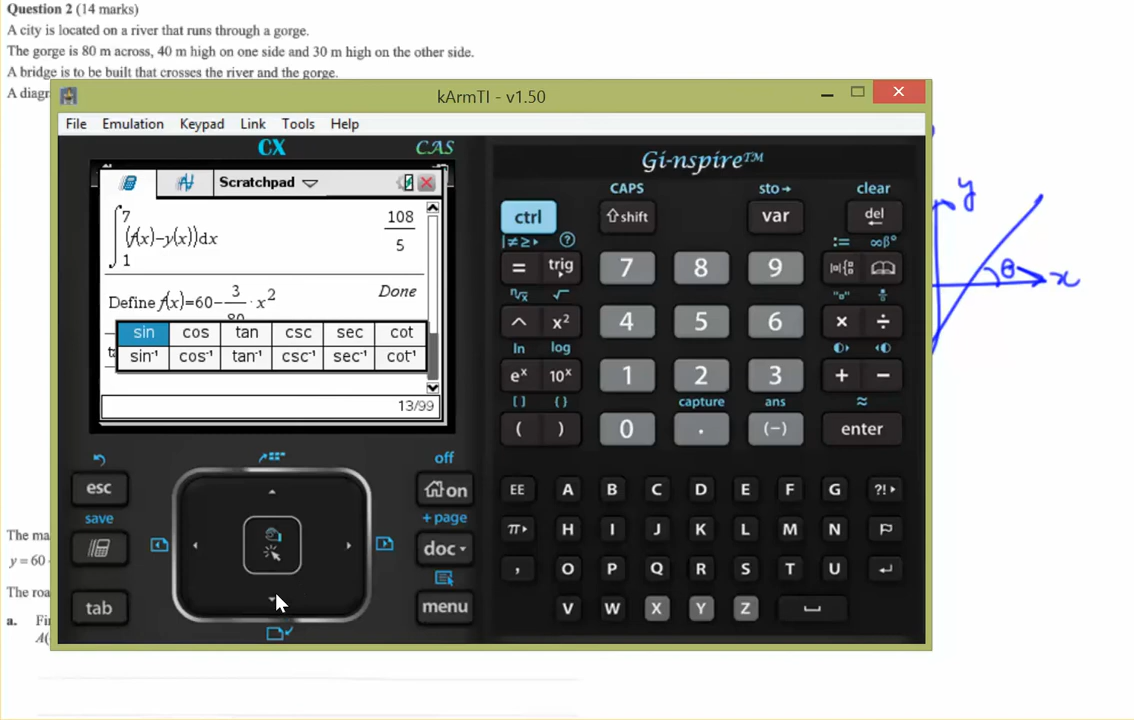 Question 2 (14 marks)
A city is located on a river that runs through a gorge.
The gorge is 80 m across, 40 m high on one side and 30 m high on the other side.
A bridge is to be built that crosses the river and the gorge.
A diagr
kArmTI - v1.50
File Emulation Keypad Link Tools Help
CX CAS
Scratchpad
∫ 7 1 (f(x)−y(x))dx 108/5
Define f(x)=60− 3/80 · x² Done
sin cos tan csc sec cot
sin⁻¹ cos⁻¹ tan⁻¹ csc⁻¹ sec⁻¹ cot⁻¹
13/99
esc
save
tab
off
on
+ page
doc
menu
Gi-nspire™
CAPS sto→ clear
ctrl shift var del
|≠≥▸ ? := ∞β°
= trig 7 8 9
ⁿ√x √ "▫" ÷
^ x² 4 5 6 × ÷
ln log
eˣ 10ˣ 1 2 3 + −
[] {} capture ans ≈
( ) 0 . (−) enter
EE A B C D E F G ?!▸
π▸ H I J K L M N
, O P Q R S T U
V W X Y Z
y
θ x
The ma
y = 60
The roa
a. Fi
A(